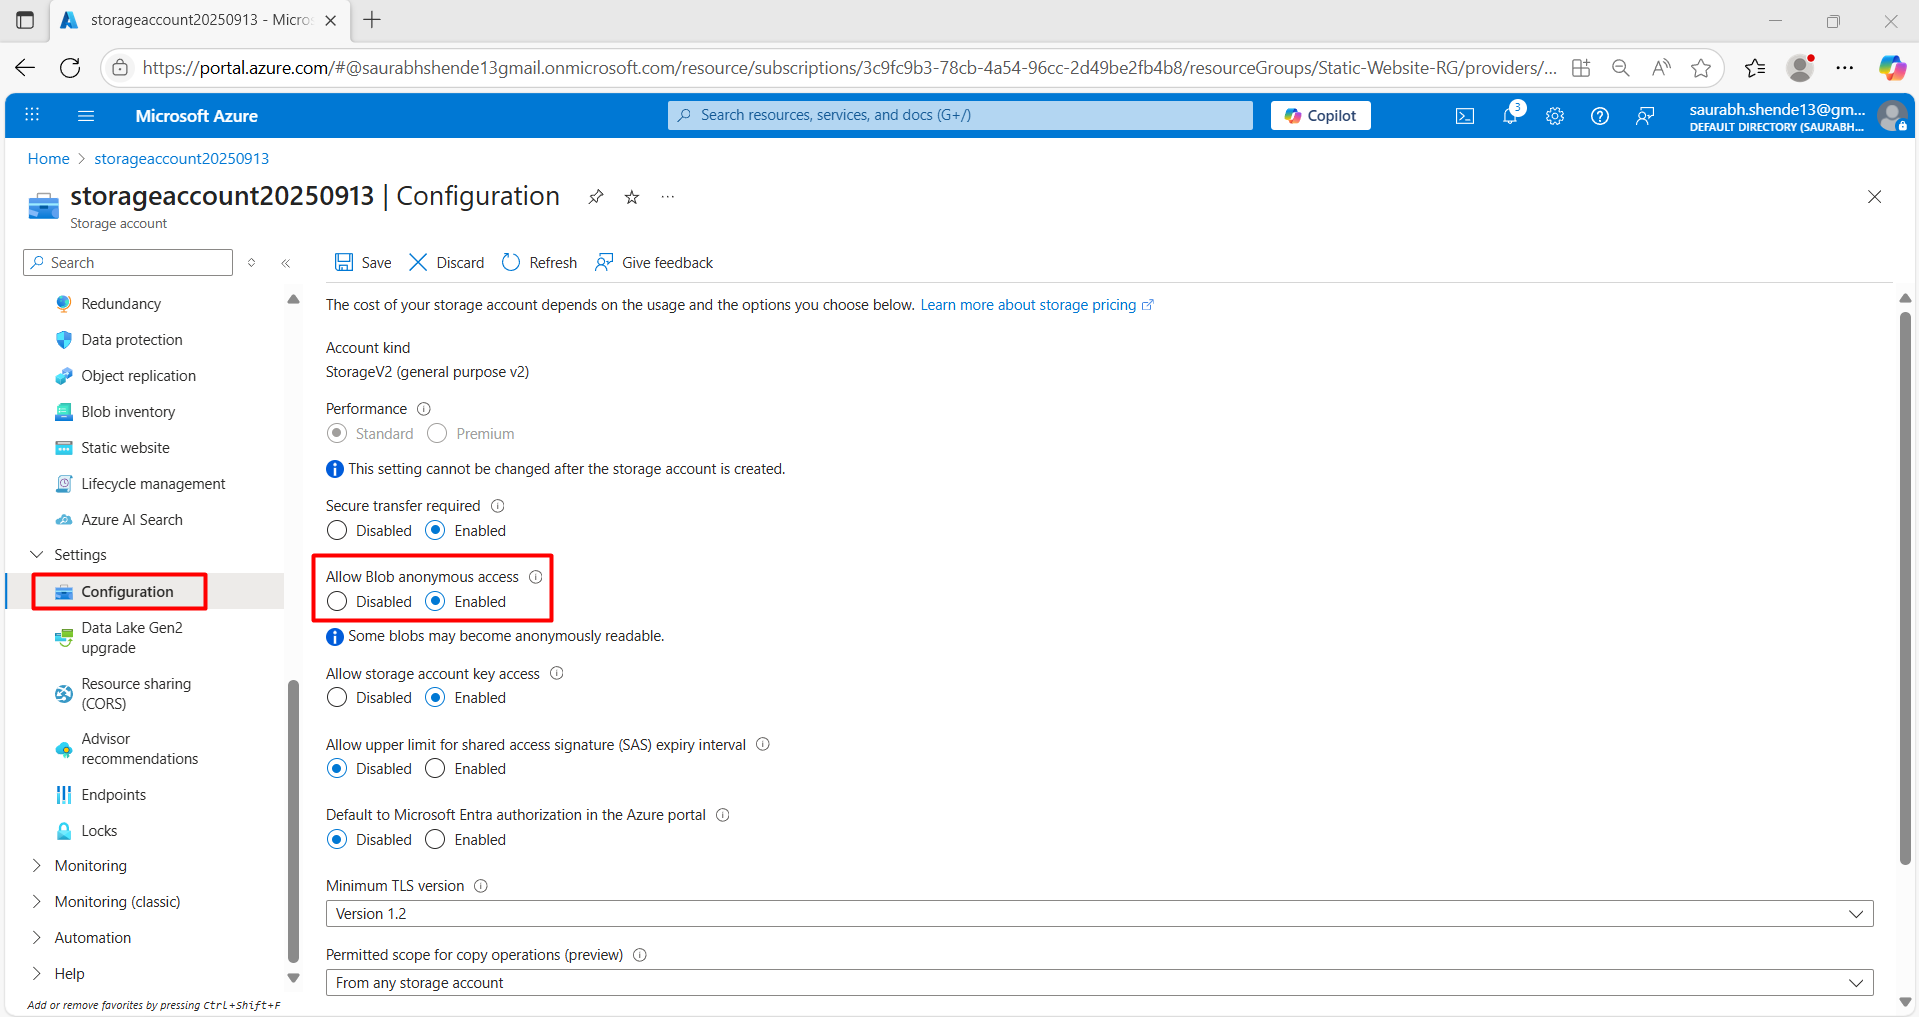 storageaccount20250913 - Micros
https://portal.azure.com/#@saurabhshende13gmail.onmicrosoft.com/resource/subscriptions/3c9fc9b3-78cb-4a54-96cc-2d49be2fb4b8/resourceGroups/Static-Website-RG/providers/...
Microsoft Azure
Search resources, services, and docs (G+/)
Copilot
3
saurabh.shende13@gm...
DEFAULT DIRECTORY (SAURABH...
Home > storageaccount20250913
storageaccount20250913 | Configuration
Storage account
Search
Save
Discard
Refresh
Give feedback
Redundancy
Data protection
Object replication
Blob inventory
Static website
Lifecycle management
Azure AI Search
Settings
Configuration
Data Lake Gen2
upgrade
Resource sharing
(CORS)
Advisor
recommendations
Endpoints
Locks
Monitoring
Monitoring (classic)
Automation
Help
Add or remove favorites by pressing Ctrl+Shift+F
The cost of your storage account depends on the usage and the options you choose below. Learn more about storage pricing
Account kind
StorageV2 (general purpose v2)
Performance
Standard Premium
This setting cannot be changed after the storage account is created.
Secure transfer required
Disabled Enabled
Allow Blob anonymous access
Disabled Enabled
Some blobs may become anonymously readable.
Allow storage account key access
Disabled Enabled
Allow upper limit for shared access signature (SAS) expiry interval
Disabled Enabled
Default to Microsoft Entra authorization in the Azure portal
Disabled Enabled
Minimum TLS version
Version 1.2
Permitted scope for copy operations (preview)
From any storage account